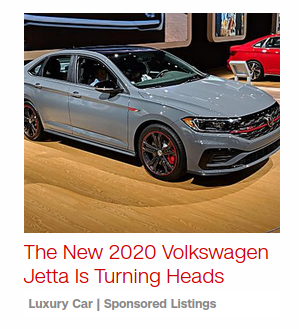 The New 2020 Volkswagen
Jetta Is Turning Heads
Luxury Car | Sponsored Listings